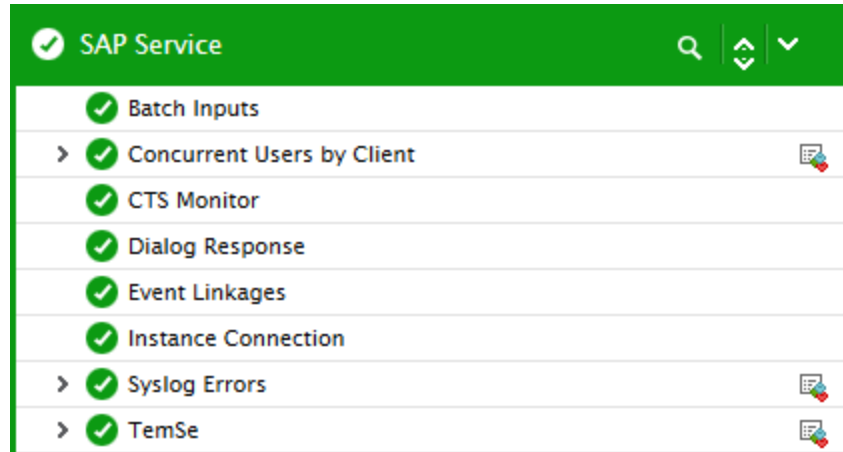 SAP Service
Batch Inputs
Concurrent Users by Client
CTS Monitor
Dialog Response
Event Linkages
Instance Connection
Syslog Errors
TemSe